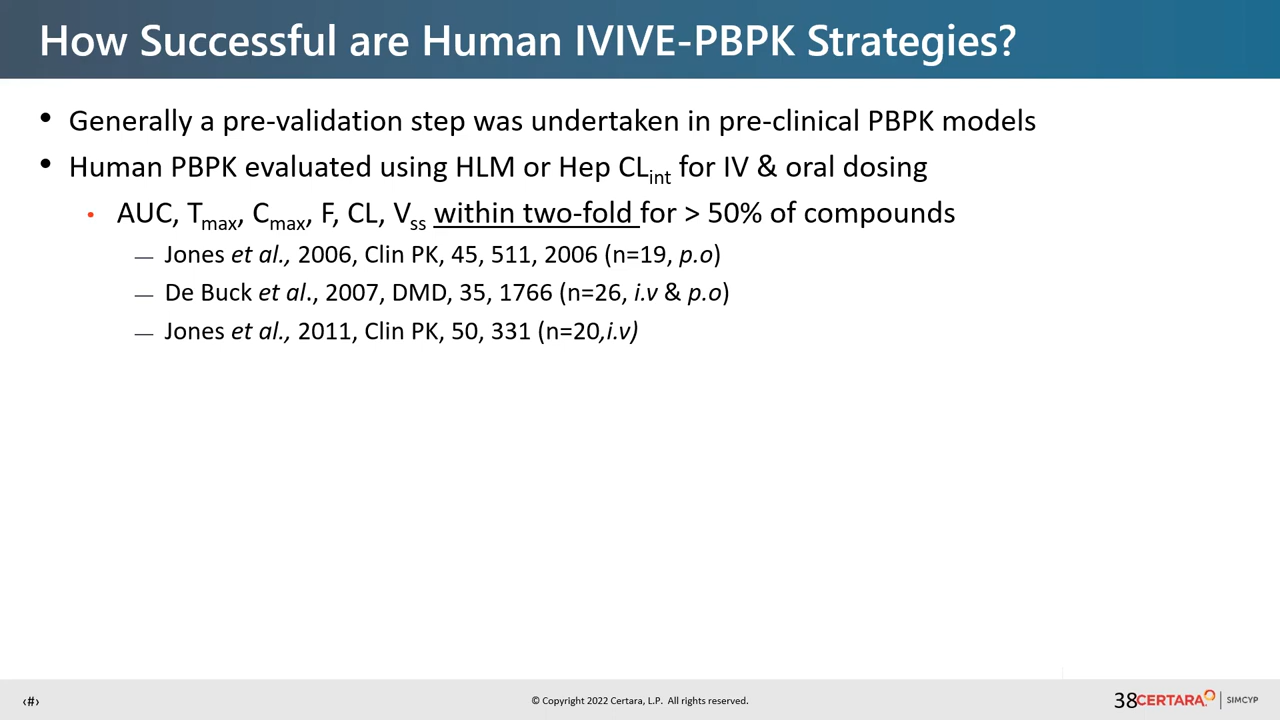 How Successful are Human IVIVE-PBPK Strategies?
• Generally a pre-validation step was undertaken in pre-clinical PBPK models
• Human PBPK evaluated using HLM or Hep CLint for IV & oral dosing
• AUC, Tmax, Cmax, F, CL, Vss within two-fold for > 50% of compounds
— Jones et al., 2006, Clin PK, 45, 511, 2006 (n=19, p.o)
— De Buck et al., 2007, DMD, 35, 1766 (n=26, i.v & p.o)
— Jones et al., 2011, Clin PK, 50, 331 (n=20,i.v)
‹#›
© Copyright 2022 Certara, L.P. All rights reserved.
38
CERTARA
SIMCYP